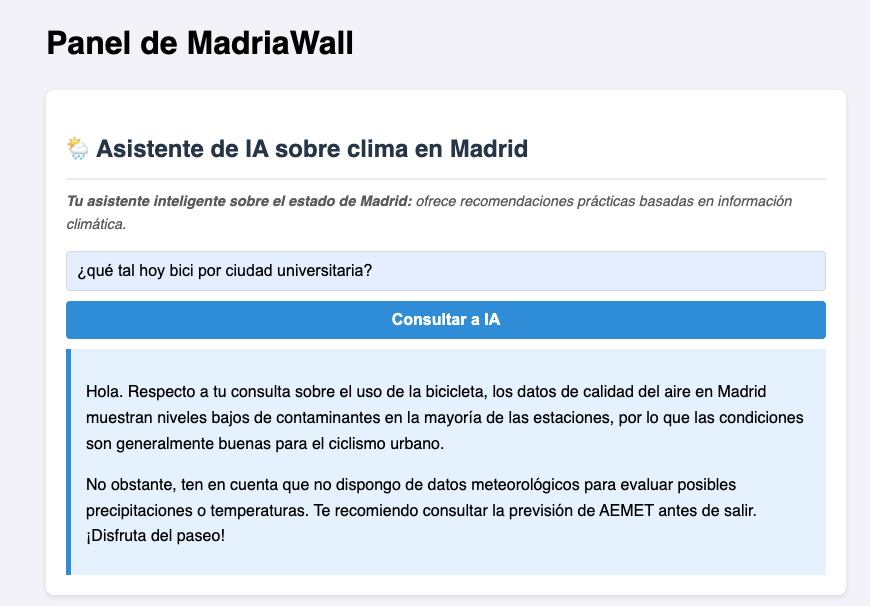 Panel de MadriaWall
🌦️ Asistente de IA sobre clima en Madrid
Tu asistente inteligente sobre el estado de Madrid: ofrece recomendaciones prácticas basadas en información
climática.
¿qué tal hoy bici por ciudad universitaria?
Consultar a IA
Hola. Respecto a tu consulta sobre el uso de la bicicleta, los datos de calidad del aire en Madrid
muestran niveles bajos de contaminantes en la mayoría de las estaciones, por lo que las condiciones
son generalmente buenas para el ciclismo urbano.
No obstante, ten en cuenta que no dispongo de datos meteorológicos para evaluar posibles
precipitaciones o temperaturas. Te recomiendo consultar la previsión de AEMET antes de salir.
¡Disfruta del paseo!